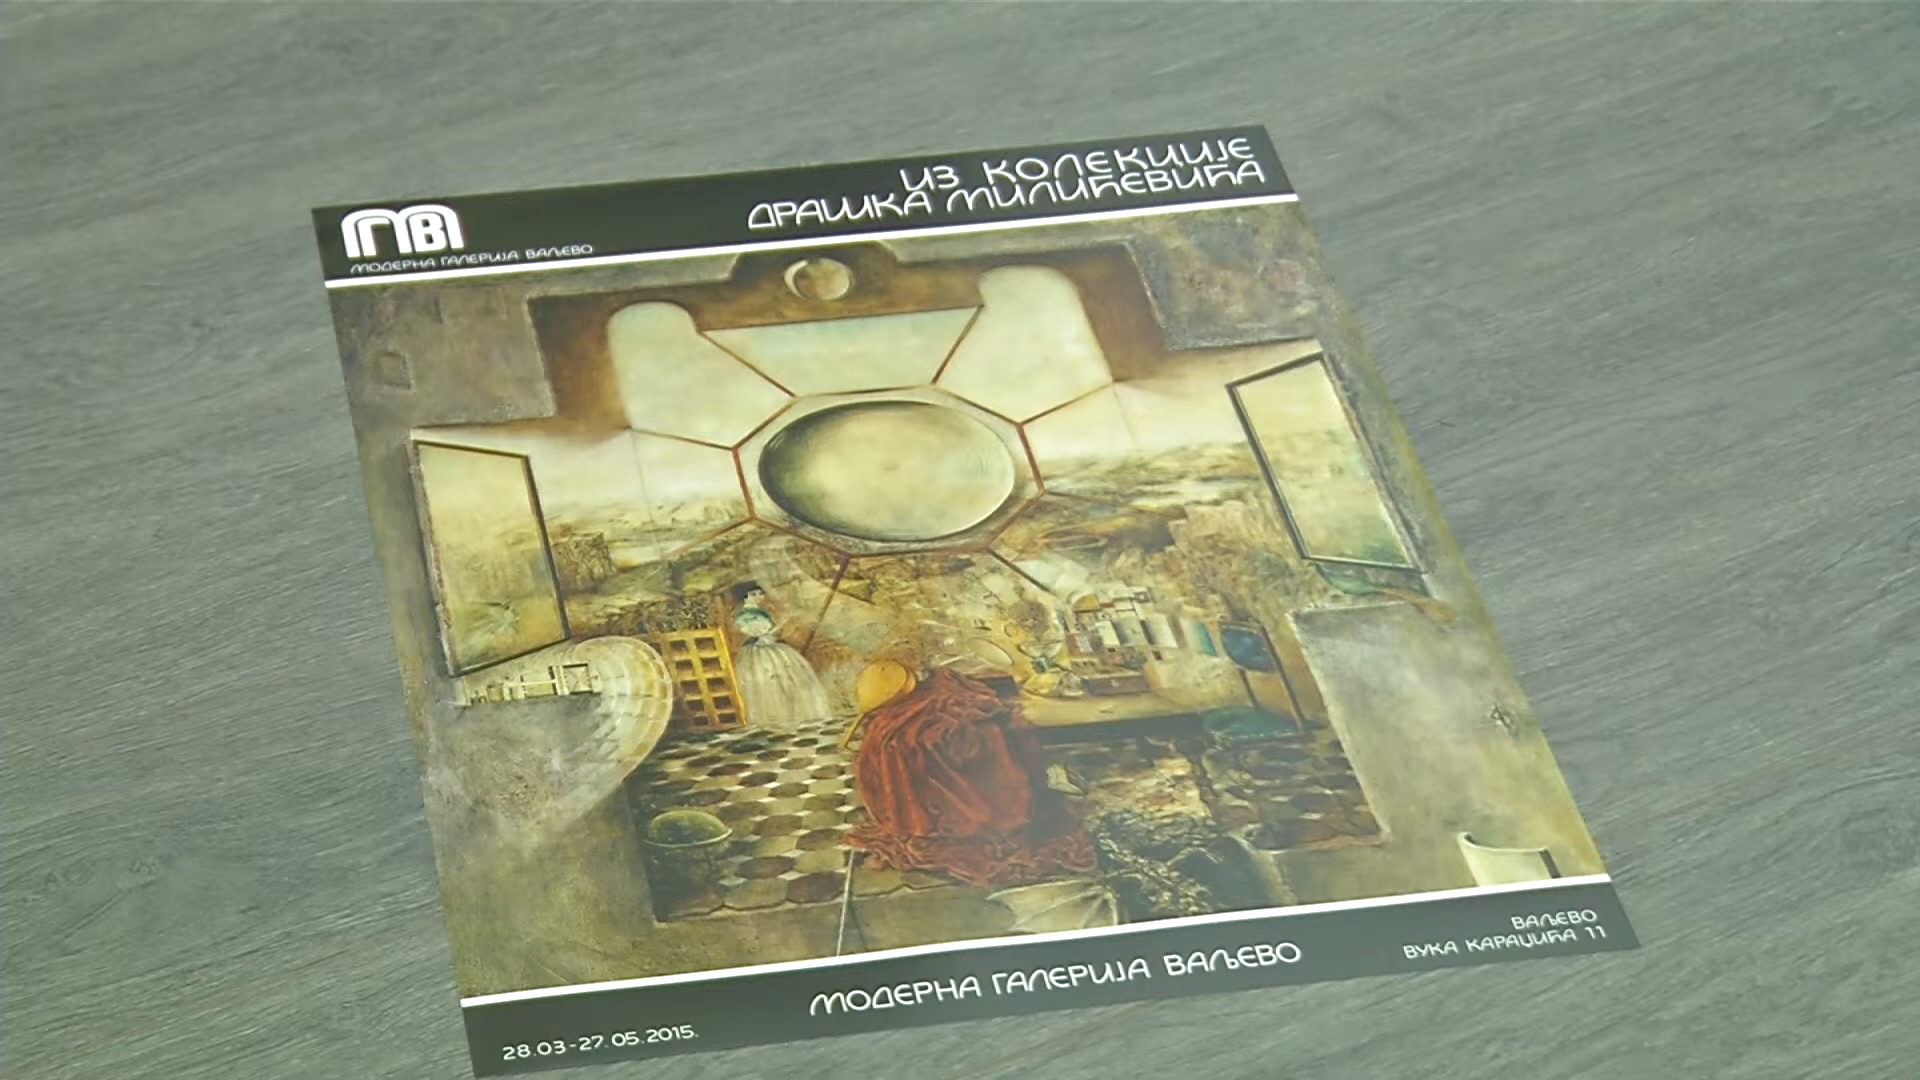 ИЗ КОЛЕКЦИЈЕ
ДРАШКА МИЛИЋЕВИЋА
МГВ
МОДЕРНА ГАЛЕРИЈА ВАЉЕВО
МОДЕРНА ГАЛЕРИЈА ВАЉЕВО
ВАЉЕВО
ВУКА КАРАЏИЋА 11
28.03-27.05.2015.